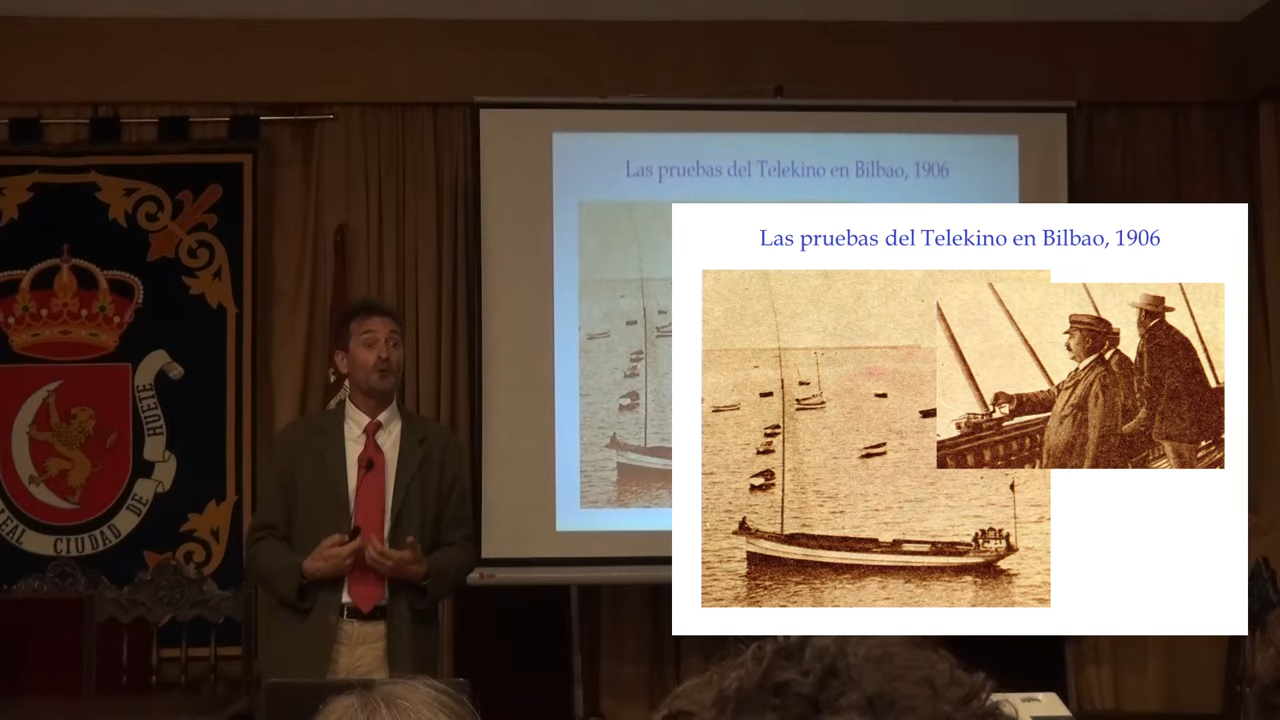 Las pruebas del Telekino en Bilbao, 1906
Las pruebas del Telekino en Bilbao, 1906
REAL CIUDAD DE HUETE